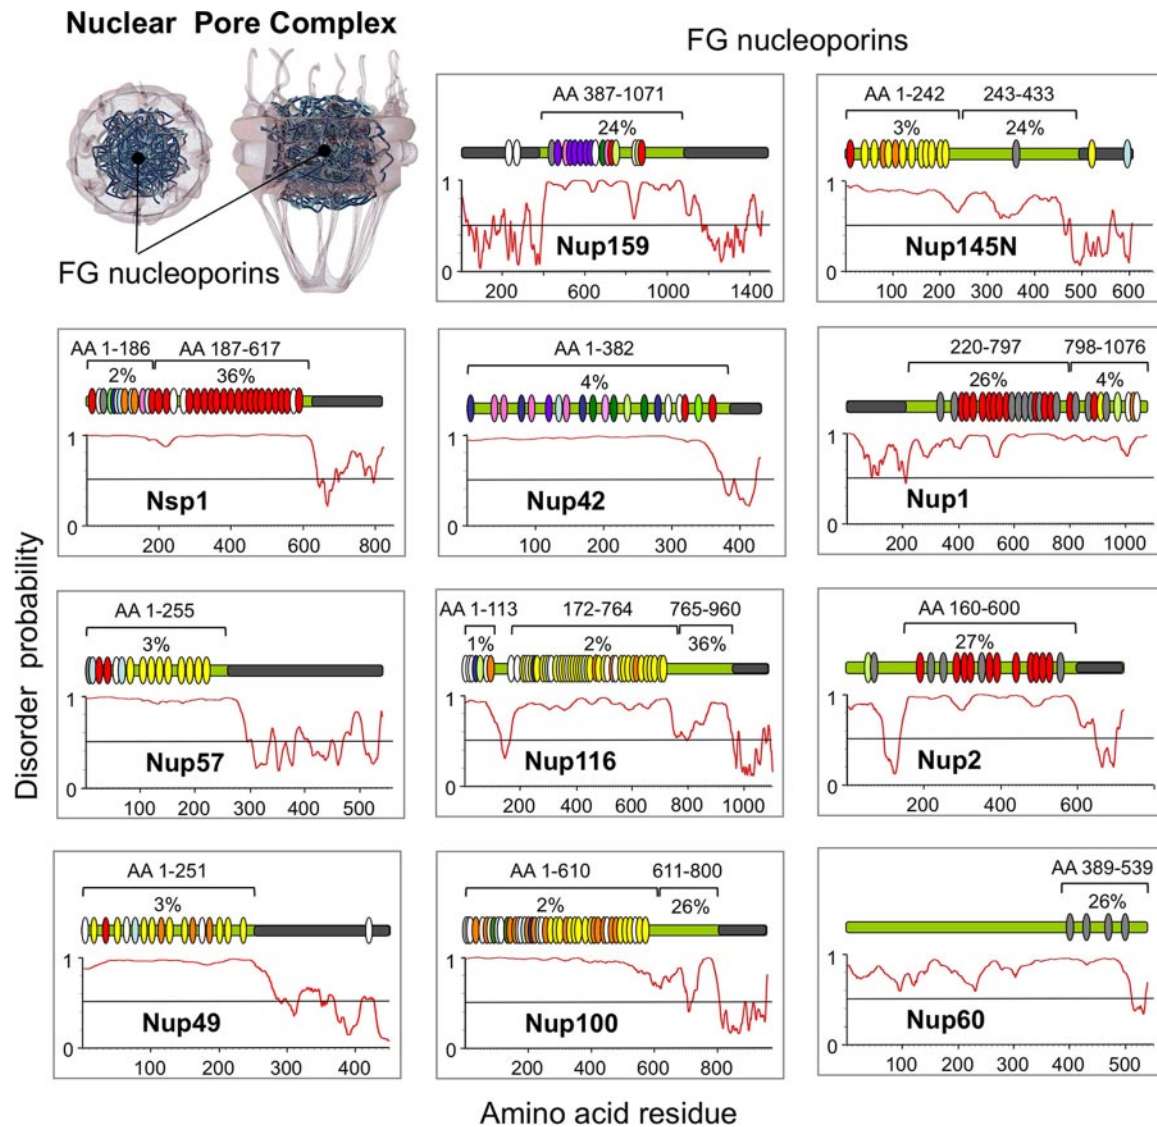 Nuclear Pore Complex
FG nucleoporins
FG nucleoporins
AA 387-1071
24%
1
0
Nup159
200 600 1000 1400
AA 1-242 243-433
3% 24%
1
0
Nup145N
100 200 300 400 500 600
AA 1-186 AA 187-617
2% 36%
1
0
Nsp1
200 400 600 800
AA 1-382
4%
1
0
Nup42
100 200 300 400
220-797 798-1076
26% 4%
1
0
Nup1
200 400 600 800 1000
Disorder probability
AA 1-255
3%
1
0
Nup57
100 200 300 400 500
AA 1-113 172-764 765-960
1% 2% 36%
1
0
Nup116
200 400 600 800 1000
AA 160-600
27%
1
0
Nup2
200 400 600
AA 1-251
3%
1
0
Nup49
100 200 300 400
AA 1-610 611-800
2% 26%
1
0
Nup100
200 400 600 800
AA 389-539
26%
1
0
Nup60
100 200 300 400 500
Amino acid residue